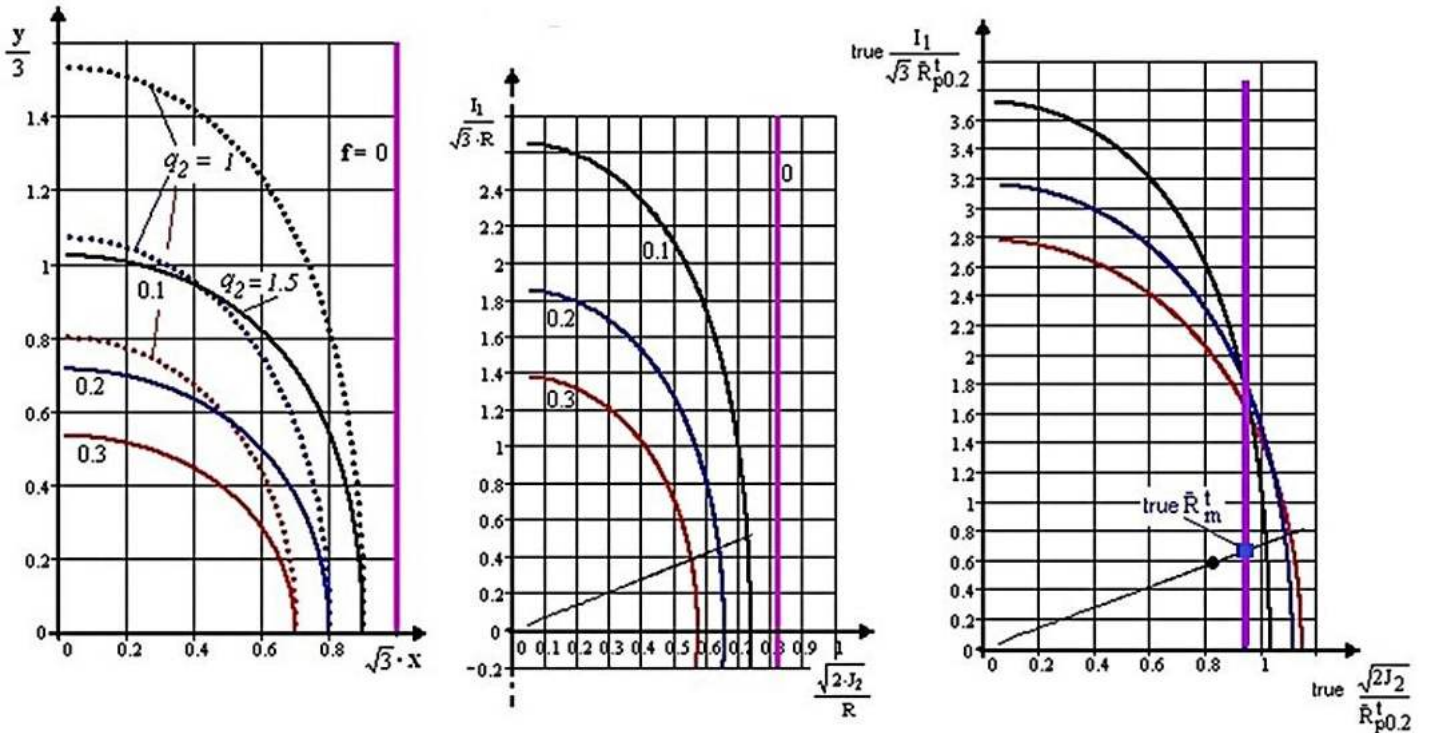 y
3
1.4
1.2
1
0.8
0.6
0.4
0.2
0
0 0.2 0.4 0.6 0.8
√3·x
q₂ = 1
f = 0
q₂=1.5
0.1
0.2
0.3
I₁
√3·R
2.4
2.2
1.8
1.6
1.4
1.2
1
0.8
0.6
0.4
0.2
0
-0.2
0 0.1 0.2 0.3 0.4 0.5 0.6 0.7 0.8 0.9 1
√2·J₂
R
0
0.1
0.2
0.3
true I₁
√3 R̄ᵗp0.2
3.6
3.4
3.2
3
2.8
2.6
2.4
2.2
2
1.8
1.6
1.4
1.2
1
0.8
0.6
0.4
0.2
0
0 0.2 0.4 0.6 0.8 1
true R̄ᵗm
true √2J₂
R̄ᵗp0.2